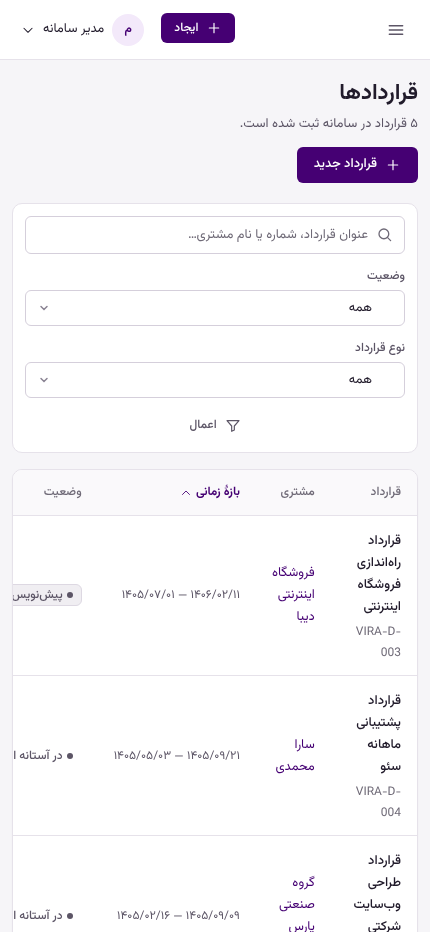 ایجاد
م
مدیر سامانه
قراردادها
۵ قرارداد در سامانه ثبت شده است.
قرارداد جدید
عنوان قرارداد، شماره یا نام مشتری...
وضعیت
همه
نوع قرارداد
همه
اعمال
قرارداد مشتری بازهٔ زمانی وضعیت
قرارداد
راه‌اندازی
فروشگاه
اینترنتی
VIRA-D-
003
فروشگاه
اینترنتی
دیبا
۱۴۰۵/۰۷/۰۱ — ۱۴۰۶/۰۲/۱۱
پیش‌نویس
قرارداد
پشتیبانی
ماهانه
سئو
VIRA-D-
004
سارا
محمدی
۱۴۰۵/۰۵/۰۳ — ۱۴۰۵/۰۹/۲۱
در آستانه ا
قرارداد
طراحی
وب‌سایت
شرکتی
گروه
صنعتی
پارس
۱۴۰۵/۰۲/۱۶ — ۱۴۰۵/۰۹/۰۹
در آستانه ا